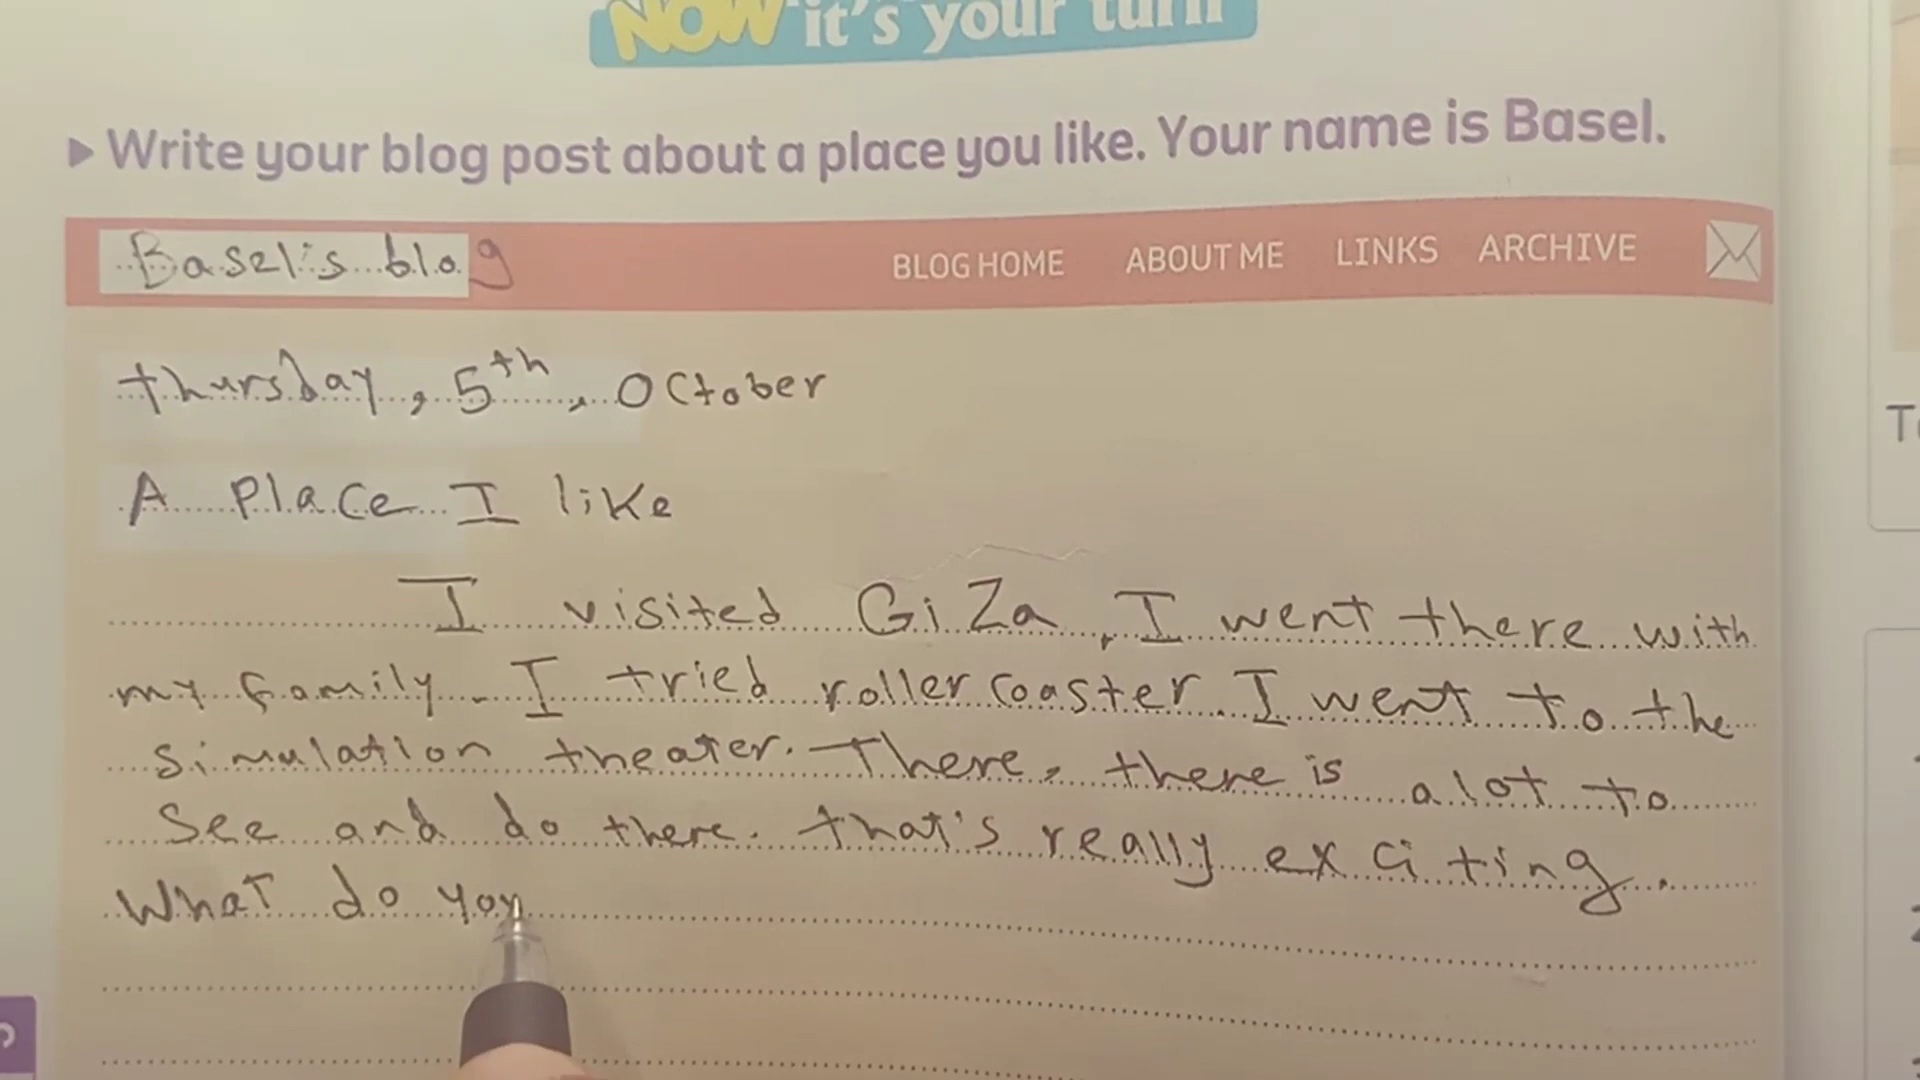 NOW it's your turn
Write your blog post about a place you like. Your name is Basel.
Basel's blog
BLOG HOME ABOUT ME LINKS ARCHIVE
thursday, 5th, October
A place I like
I visited GiZa, I went there with
my family. I tried roller coaster. I went to the
simulation theater. There, there is a lot to
See and do there. that's really exciting.
What do you